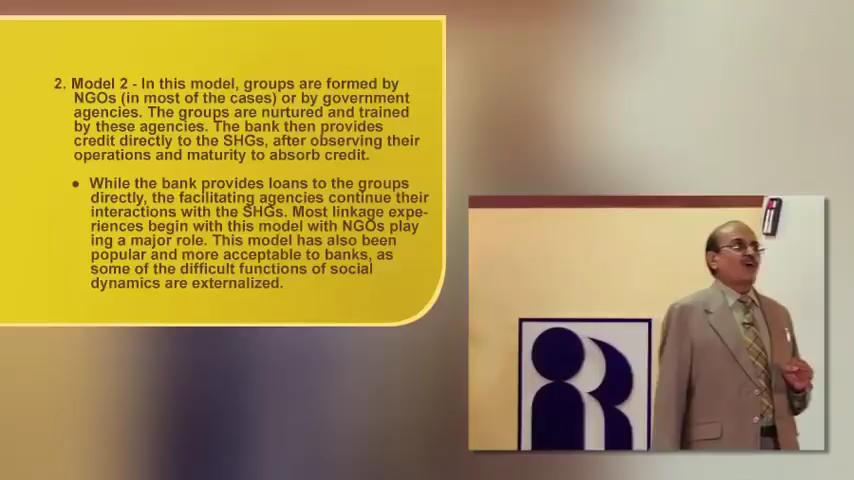 2. Model 2 - In this model, groups are formed by
NGOs (in most of the cases) or by government
agencies. The groups are nurtured and trained
by these agencies. The bank then provides
credit directly to the SHGs, after observing their
operations and maturity to absorb credit.
● While the bank provides loans to the groups
directly, the facilitating agencies continue their
interactions with the SHGs. Most linkage expe-
riences begin with this model with NGOs play
ing a major role. This model has also been
popular and more acceptable to banks, as
some of the difficult functions of social
dynamics are externalized.